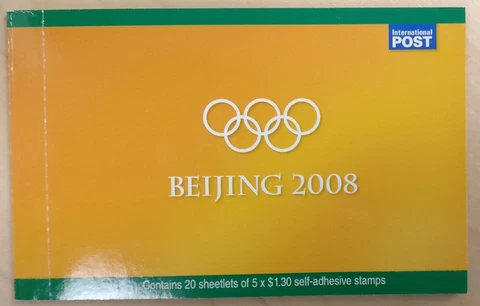 International
POST
BEIJING 2008
Contains 20 sheetlets of 5 x $1.30 self-adhesive stamps